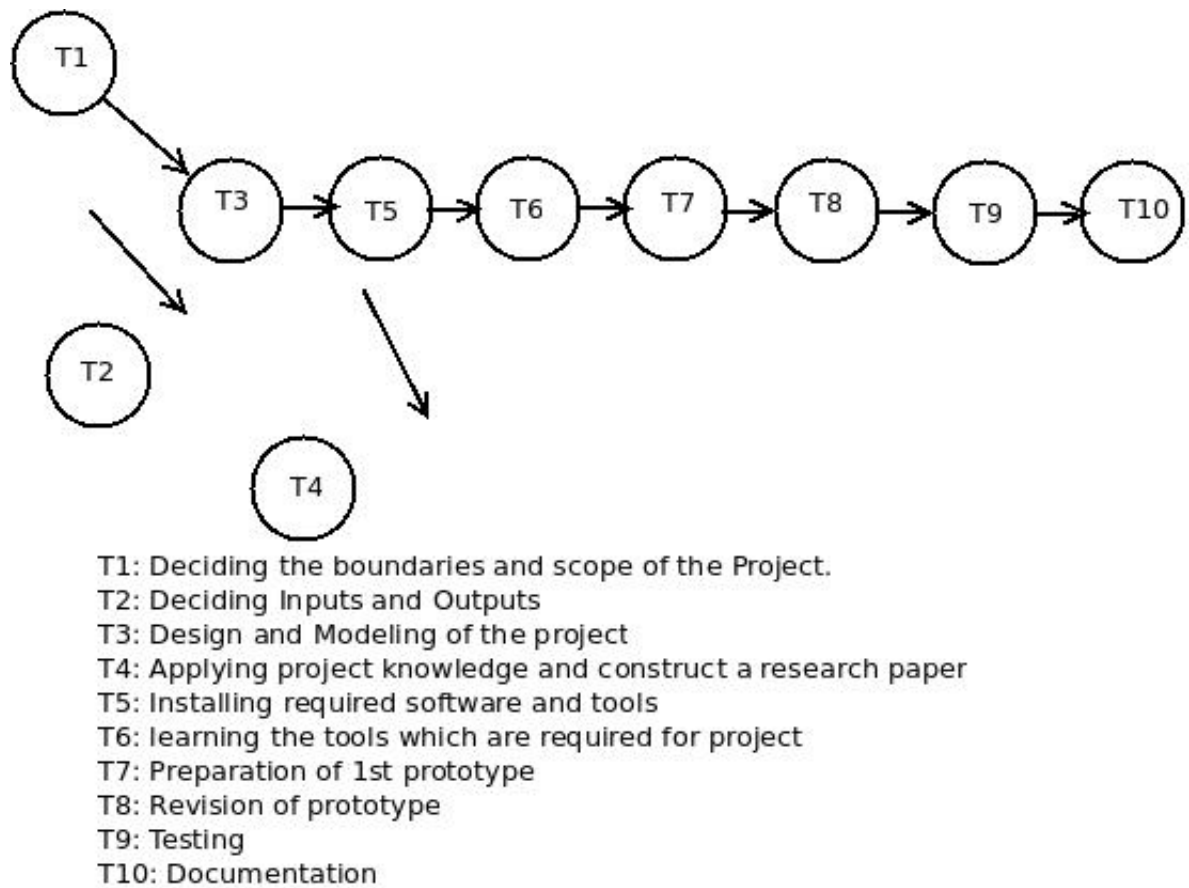 T1
T3
T5
T6
T7
T8
T9
T10
T2
T4
T1: Deciding the boundaries and scope of the Project.
T2: Deciding Inputs and Outputs
T3: Design and Modeling of the project
T4: Applying project knowledge and construct a research paper
T5: Installing required software and tools
T6: learning the tools which are required for project
T7: Preparation of 1st prototype
T8: Revision of prototype
T9: Testing
T10: Documentation